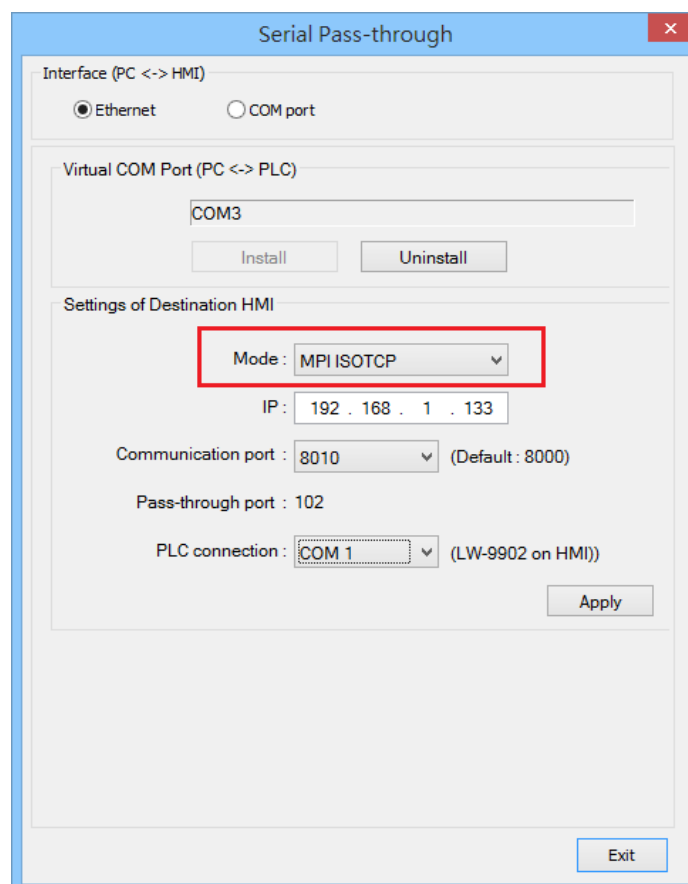 Serial Pass-through
Interface (PC <-> HMI)
Ethernet COM port
Virtual COM Port (PC <-> PLC)
COM3
Install Uninstall
Settings of Destination HMI
Mode : MPI ISOTCP
IP : 192 . 168 . 1 . 133
Communication port : 8010 (Default : 8000)
Pass-through port : 102
PLC connection : COM 1 (LW-9902 on HMI))
Apply
Exit